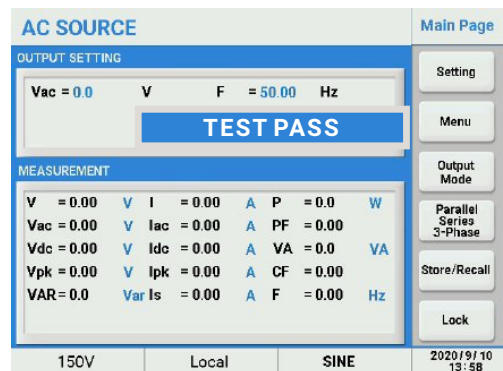 AC SOURCE
Main Page
OUTPUT SETTING
Vac = 0.0 V F = 50.00 Hz
TEST PASS
MEASUREMENT
V = 0.00 V I = 0.00 A P = 0.0 W
Vac = 0.00 V Iac = 0.00 A PF = 0.00
Vdc = 0.00 V Idc = 0.00 A VA = 0.0 VA
Vpk = 0.00 V Ipk = 0.00 A CF = 0.00
VAR= 0.0 Var Is = 0.00 A F = 0.00 Hz
Setting
Menu
Output
Mode
Parallel
Series
3-Phase
Store/Recall
Lock
150V Local SINE
2020/9/10
13:58